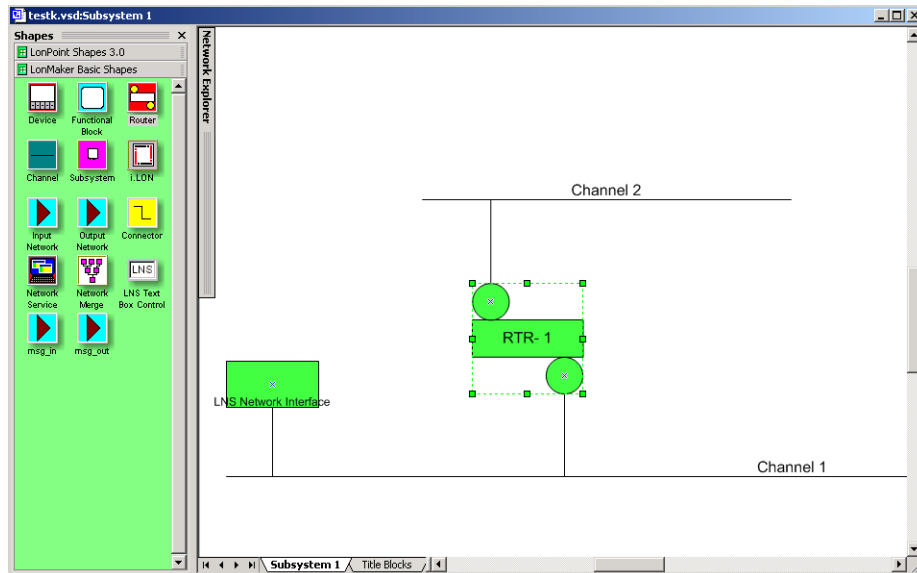 testk.vsd:Subsystem 1
Shapes
LonPoint Shapes 3.0
LonMaker Basic Shapes
Device
Functional Block
Router
Channel
Subsystem
i.LON
Input Network
Output Network
Connector
Network Service
Network Merge
LNS
LNS Text Box Control
msg_in
msg_out
Network Explorer
Channel 2
RTR- 1
LNS Network Interface
Channel 1
Subsystem 1
Title Blocks